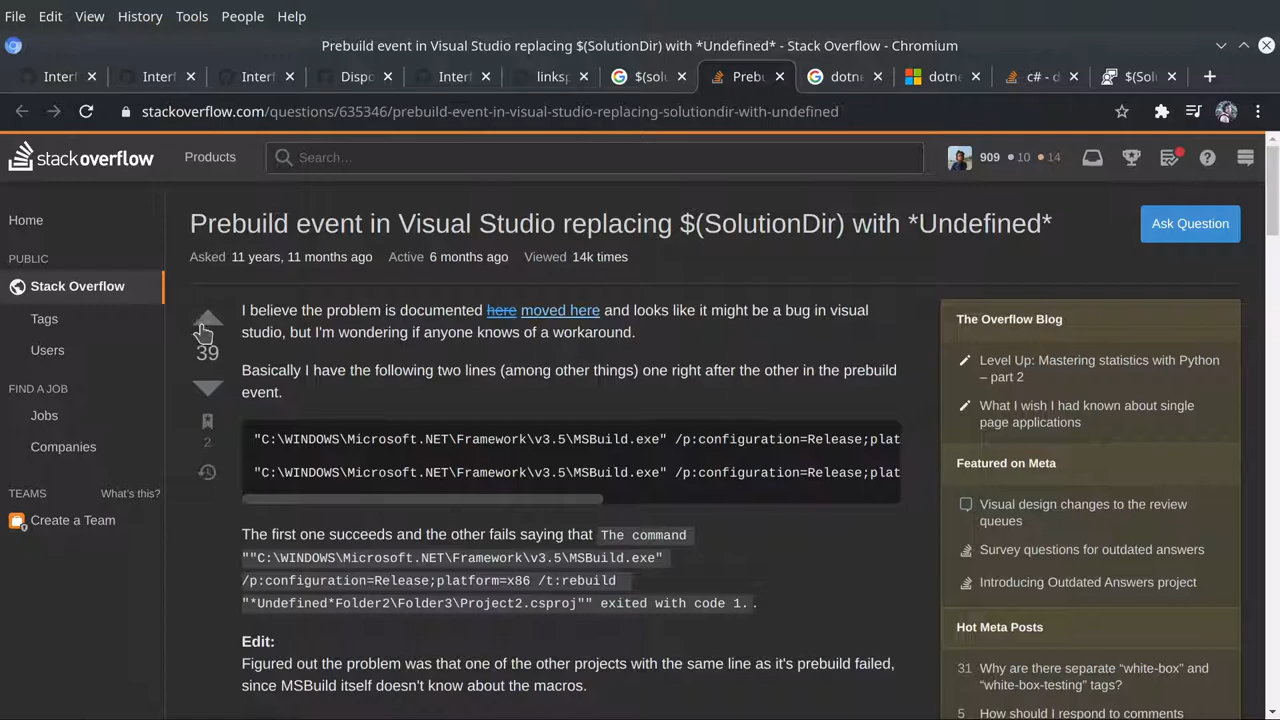 File Edit View History Tools People Help
Prebuild event in Visual Studio replacing $(SolutionDir) with *Undefined* - Stack Overflow - Chromium
Interf Interf Interf Dispo Interf linksp $(solu Prebu dotne dotne c# - d $(Solu
stackoverflow.com/questions/635346/prebuild-event-in-visual-studio-replacing-solutiondir-with-undefined
stackoverflow Products Search… 909 10 14
Home
PUBLIC
Stack Overflow
Tags
Users
FIND A JOB
Jobs
Companies
TEAMS What's this?
Create a Team
Prebuild event in Visual Studio replacing $(SolutionDir) with *Undefined*
Ask Question
Asked 11 years, 11 months ago Active 6 months ago Viewed 14k times
39
2
I believe the problem is documented here moved here and looks like it might be a bug in visual
studio, but I'm wondering if anyone knows of a workaround.
Basically I have the following two lines (among other things) one right after the other in the prebuild
event.
"C:\WINDOWS\Microsoft.NET\Framework\v3.5\MSBuild.exe" /p:configuration=Release;plat
"C:\WINDOWS\Microsoft.NET\Framework\v3.5\MSBuild.exe" /p:configuration=Release;plat
The first one succeeds and the other fails saying that The command
""C:\WINDOWS\Microsoft.NET\Framework\v3.5\MSBuild.exe"
/p:configuration=Release;platform=x86 /t:rebuild
"*Undefined*Folder2\Folder3\Project2.csproj"" exited with code 1. .
Edit:
Figured out the problem was that one of the other projects with the same line as it's prebuild failed,
since MSBuild itself doesn't know about the macros.
The Overflow Blog
Level Up: Mastering statistics with Python
– part 2
What I wish I had known about single
page applications
Featured on Meta
Visual design changes to the review
queues
Survey questions for outdated answers
Introducing Outdated Answers project
Hot Meta Posts
31 Why are there separate “white-box” and
“white-box-testing” tags?
5 How should I respond to comments